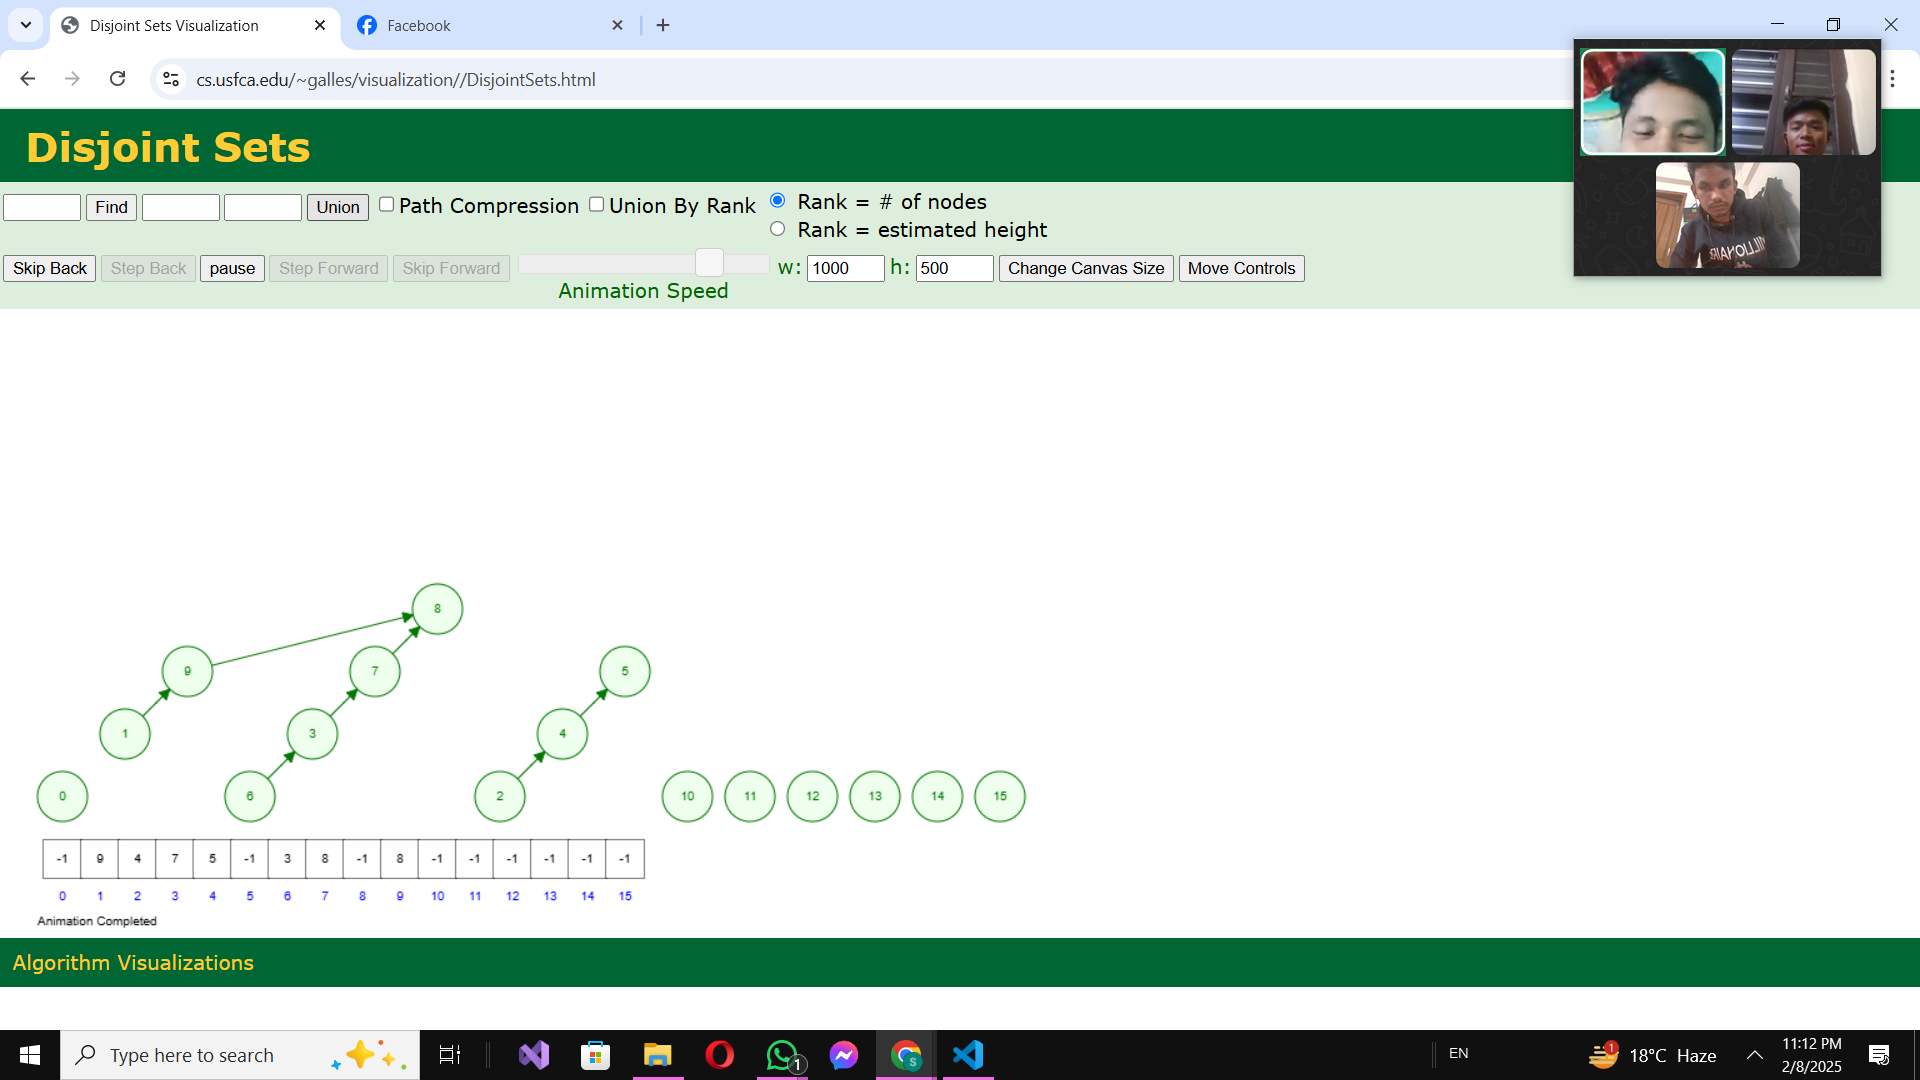 Disjoint Sets Visualization
Facebook
cs.usfca.edu/~galles/visualization//DisjointSets.html
Disjoint Sets
Find Union Path Compression Union By Rank Rank = # of nodes
Rank = estimated height
Skip Back Step Back pause Step Forward Skip Forward w: 1000 h: 500 Change Canvas Size Move Controls
Animation Speed
8
9 7 5
1 3 4
0 6 2 10 11 12 13 14 15
-1 9 4 7 5 -1 3 8 -1 8 -1 -1 -1 -1 -1 -1
0 1 2 3 4 5 6 7 8 9 10 11 12 13 14 15
Animation Completed
Algorithm Visualizations
Type here to search
1
S
EN
1
18°C Haze
11:12 PM
2/8/2025